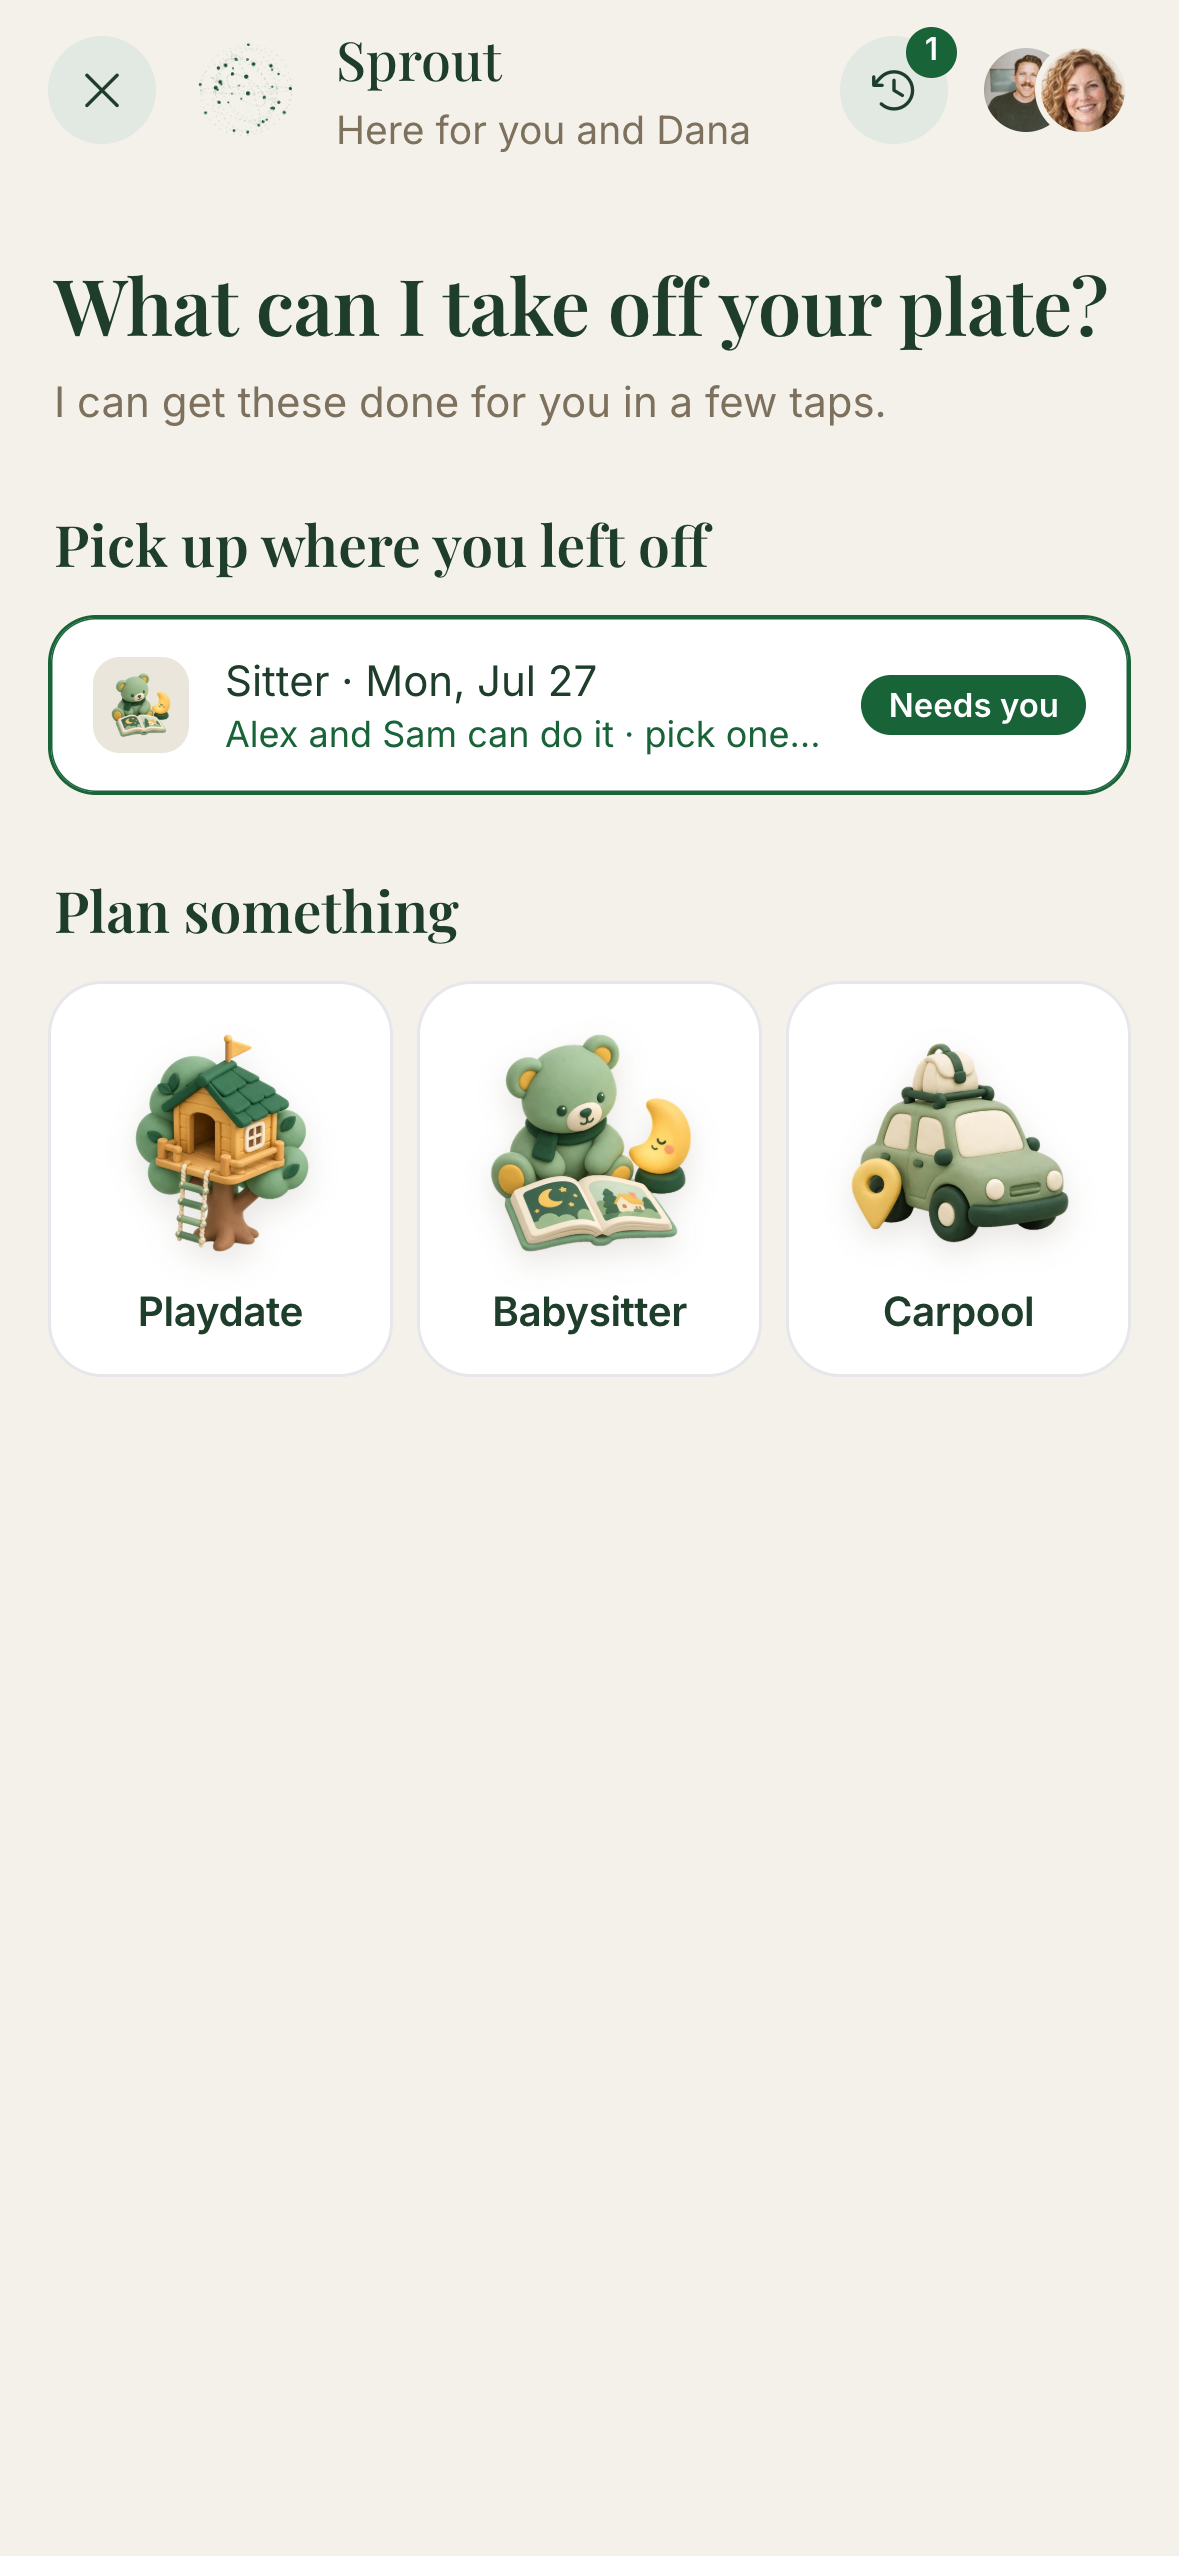 Sprout
Here for you and Dana
1
What can I take off your plate?
I can get these done for you in a few taps.
Pick up where you left off
Sitter · Mon, Jul 27
Alex and Sam can do it · pick one...
Needs you
Plan something
Playdate
Babysitter
Carpool